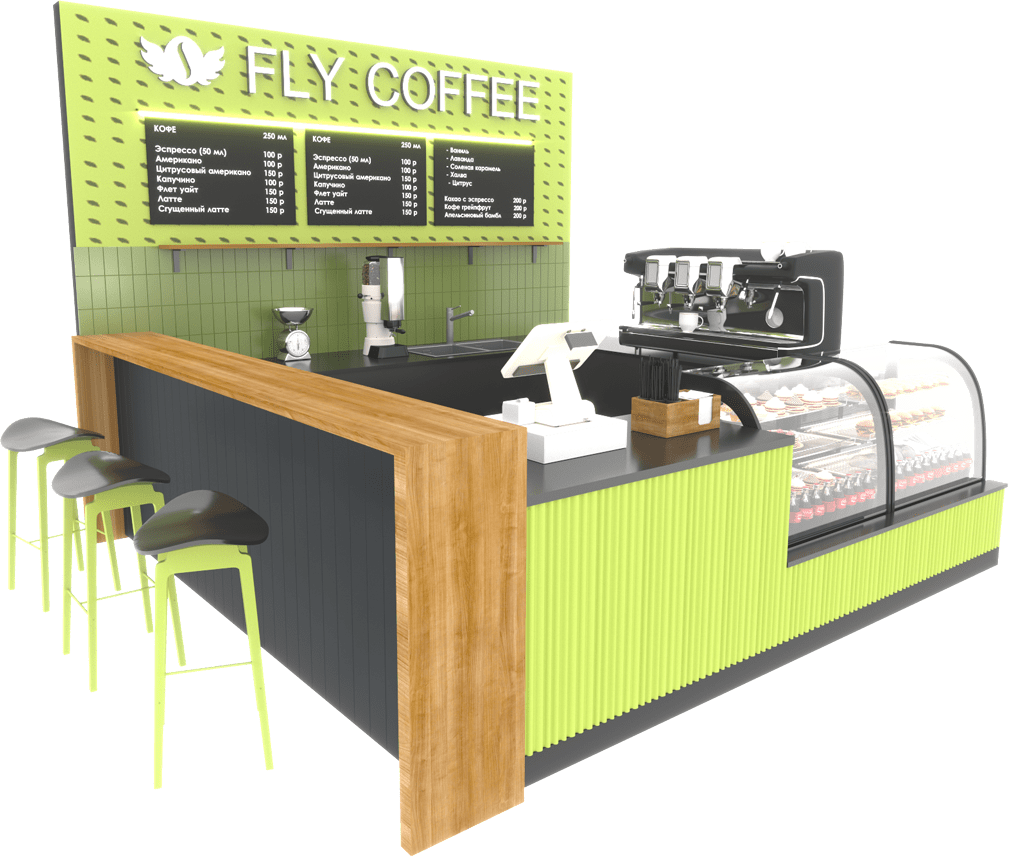 FLY COFFEE
КОФЕ
250 мл
Эспрессо (50 мл) 100 р
Американо 100 р
Цитрусовый американо 150 р
Капучино 100 р
Флет уайт 150 р
Латте 150 р
Сгущенный латте 150 р
КОФЕ
250 мл
Эспрессо (50 мл) 100 р
Американо 100 р
Цитрусовый американо 150 р
Капучино 100 р
Флет уайт 150 р
Латте 150 р
Сгущенный латте 150 р
- Ваниль
- Лаванда
- Соленая карамель
- Халва
- Цитрус
Какао с эспрессо 200 р
Кофе грейпфрут 200 р
Апельсиновый бамбл 200 р